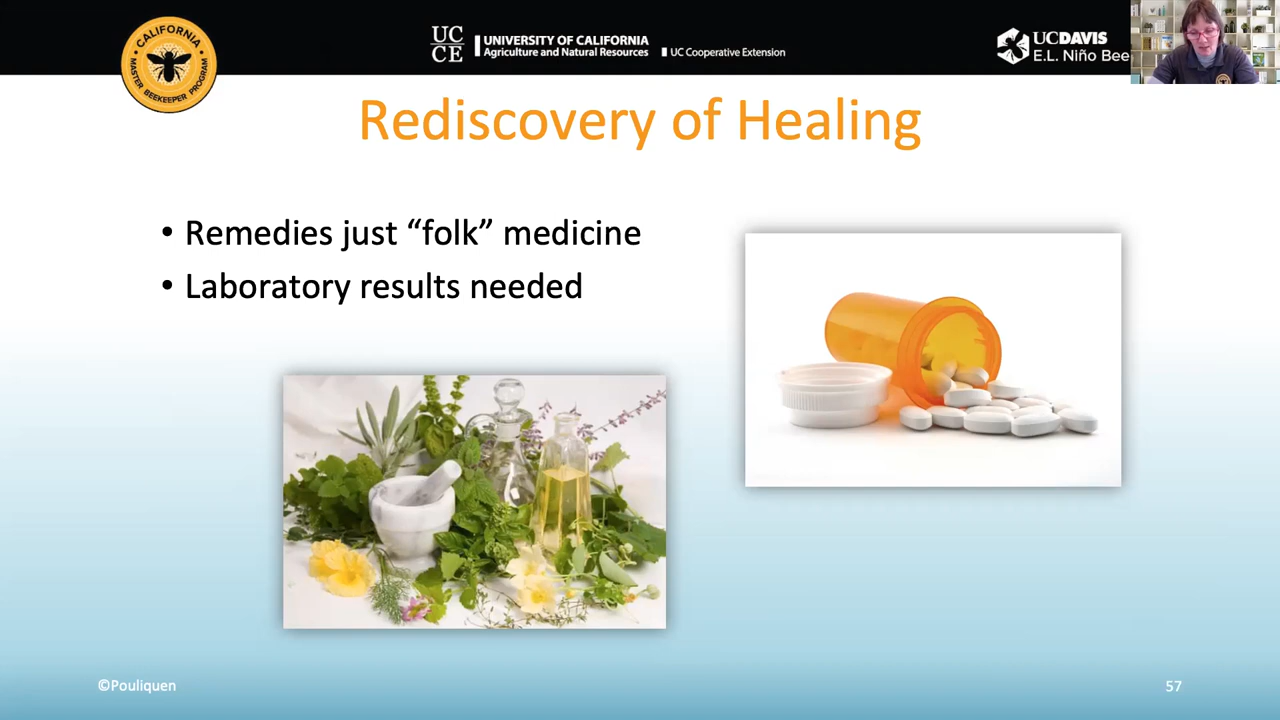 CALIFORNIA
MASTER BEEKEEPER PROGRAM
UC
CE
UNIVERSITY OF CALIFORNIA
Agriculture and Natural Resources
UC Cooperative Extension
UCDAVIS
E.L. Niño Bee
Rediscovery of Healing
• Remedies just “folk” medicine
• Laboratory results needed
©Pouliquen
57